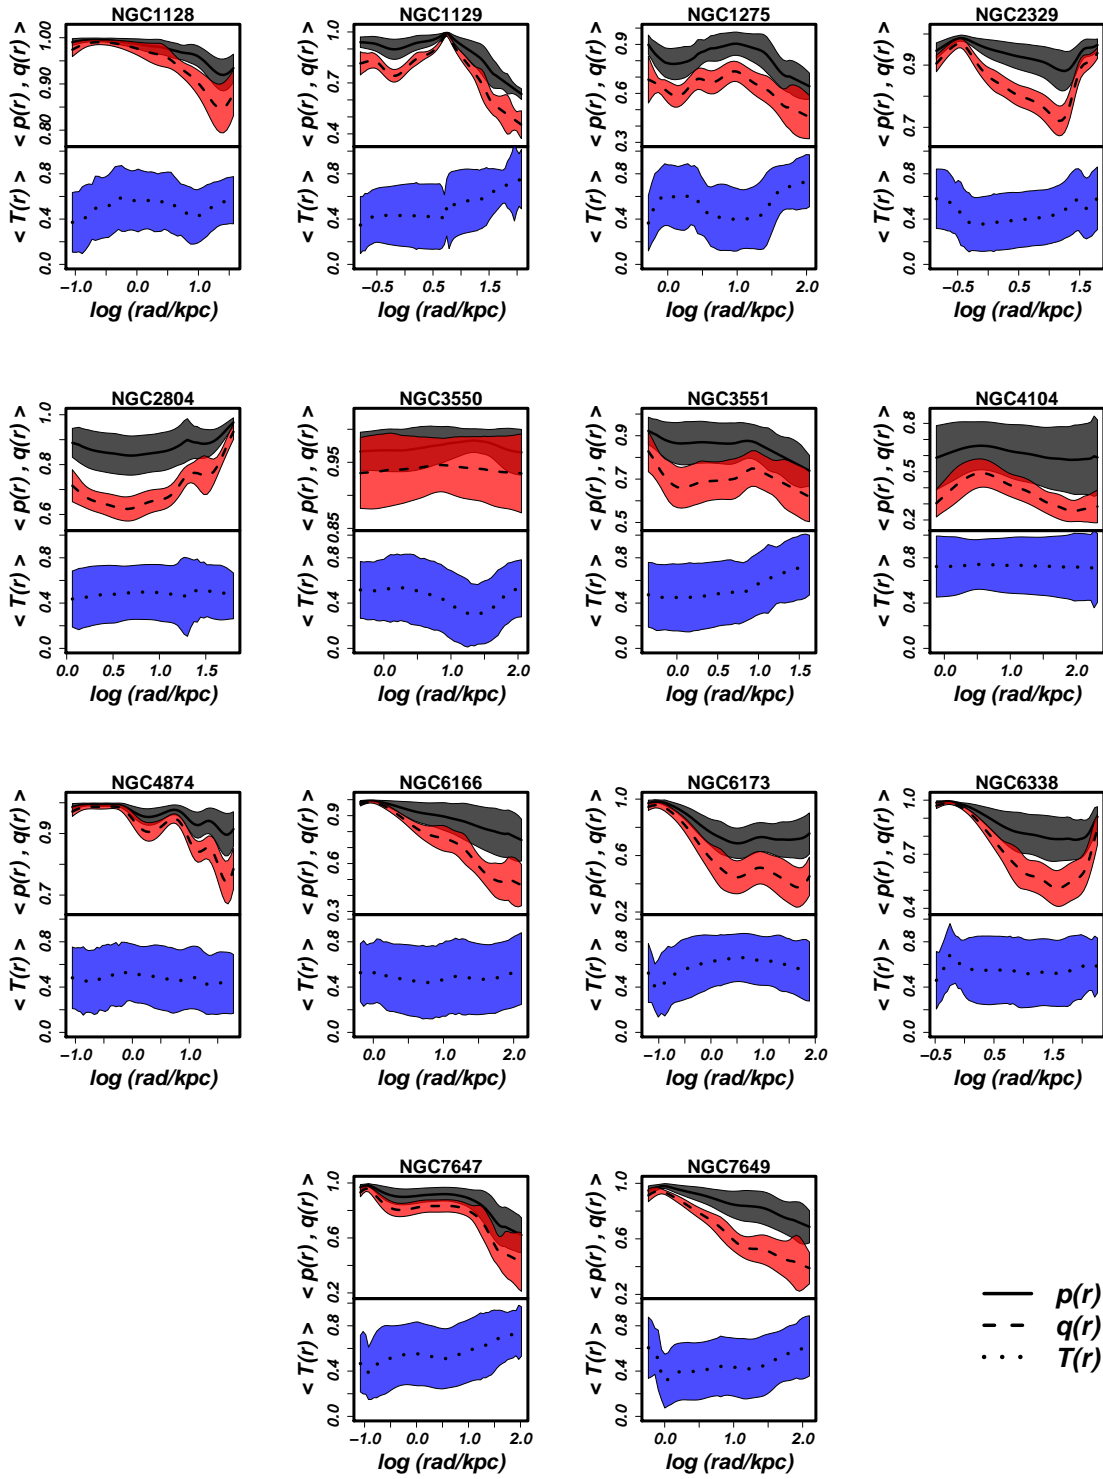 NGC1128 NGC1129 NGC1275 NGC2329
< p(r) , q(r) > 0.80 0.90 1.00 < p(r) , q(r) > 0.4 0.7 1.0 < p(r) , q(r) > 0.3 0.6 0.9 < p(r) , q(r) > 0.7 0.9
< T(r) > 0.0 0.4 0.8 < T(r) > 0.0 0.4 0.8 < T(r) > 0.0 0.4 0.8 < T(r) > 0.0 0.4 0.8
−1.0 0.0 1.0 −0.5 0.5 1.5 0.0 1.0 2.0 −0.5 0.5 1.5
log (rad/kpc) log (rad/kpc) log (rad/kpc) log (rad/kpc)
NGC2804 NGC3550 NGC3551 NGC4104
< p(r) , q(r) > 0.6 0.8 1.0 < p(r) , q(r) > 0.85 0.95 < p(r) , q(r) > 0.5 0.7 0.9 < p(r) , q(r) > 0.2 0.5 0.8
< T(r) > 0.0 0.4 0.8 < T(r) > 0.0 0.4 0.8 < T(r) > 0.0 0.4 0.8 < T(r) > 0.0 0.4 0.8
0.0 0.5 1.0 1.5 0.0 1.0 2.0 0.0 0.5 1.0 1.5 0.0 1.0 2.0
log (rad/kpc) log (rad/kpc) log (rad/kpc) log (rad/kpc)
NGC4874 NGC6166 NGC6173 NGC6338
< p(r) , q(r) > 0.7 0.9 < p(r) , q(r) > 0.3 0.6 0.9 < p(r) , q(r) > 0.2 0.6 1.0 < p(r) , q(r) > 0.4 0.7 1.0
< T(r) > 0.0 0.4 0.8 < T(r) > 0.0 0.4 0.8 < T(r) > 0.0 0.4 0.8 < T(r) > 0.0 0.4 0.8
−1.0 0.0 1.0 0.0 1.0 2.0 −1.0 0.0 1.0 2.0 −0.5 0.5 1.5
log (rad/kpc) log (rad/kpc) log (rad/kpc) log (rad/kpc)
NGC7647 NGC7649
< p(r) , q(r) > 0.2 0.6 1.0 < p(r) , q(r) > 0.2 0.6 1.0
< T(r) > 0.0 0.4 0.8 < T(r) > 0.0 0.4 0.8
−1.0 0.0 1.0 2.0 0.0 1.0 2.0
log (rad/kpc) log (rad/kpc)
p(r)
q(r)
T(r)